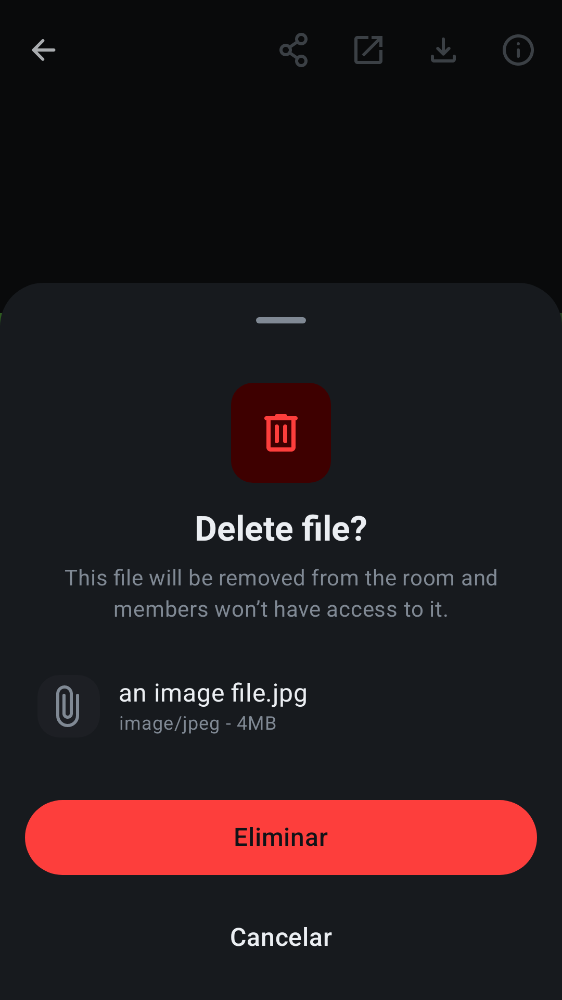 Delete file?
This file will be removed from the room and
members won’t have access to it.
an image file.jpg
image/jpeg - 4MB
Eliminar
Cancelar